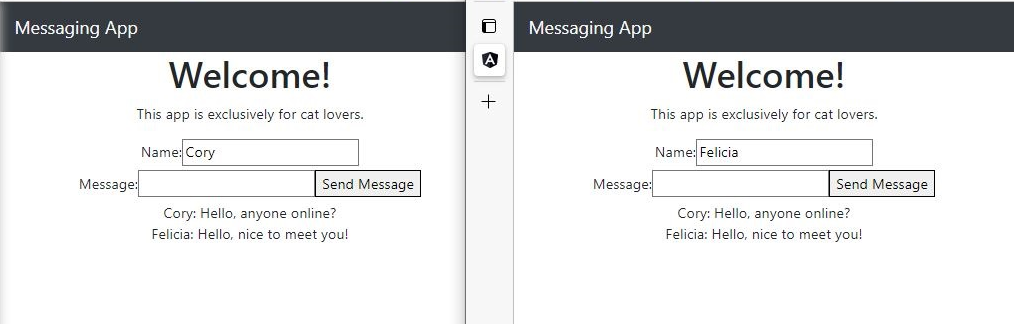 Messaging App
Welcome!
This app is exclusively for cat lovers.
Name: Cory
Message: Send Message
Cory: Hello, anyone online?
Felicia: Hello, nice to meet you!
Messaging App
Welcome!
This app is exclusively for cat lovers.
Name: Felicia
Message: Send Message
Cory: Hello, anyone online?
Felicia: Hello, nice to meet you!